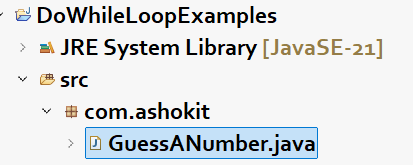 DoWhileLoopExamples
JRE System Library [JavaSE-21]
src
com.ashokit
GuessANumber.java